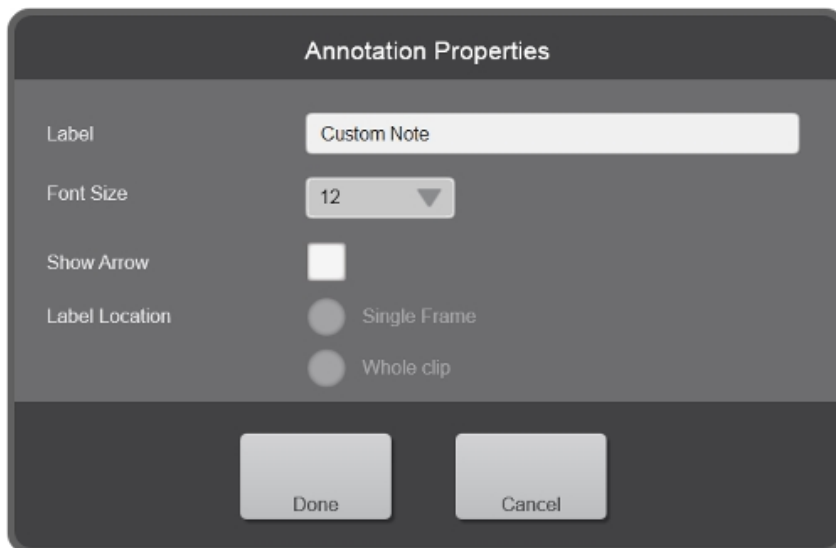 Annotation Properties
Label
Custom Note
Font Size
12
Show Arrow
Label Location
Single Frame
Whole clip
Done
Cancel